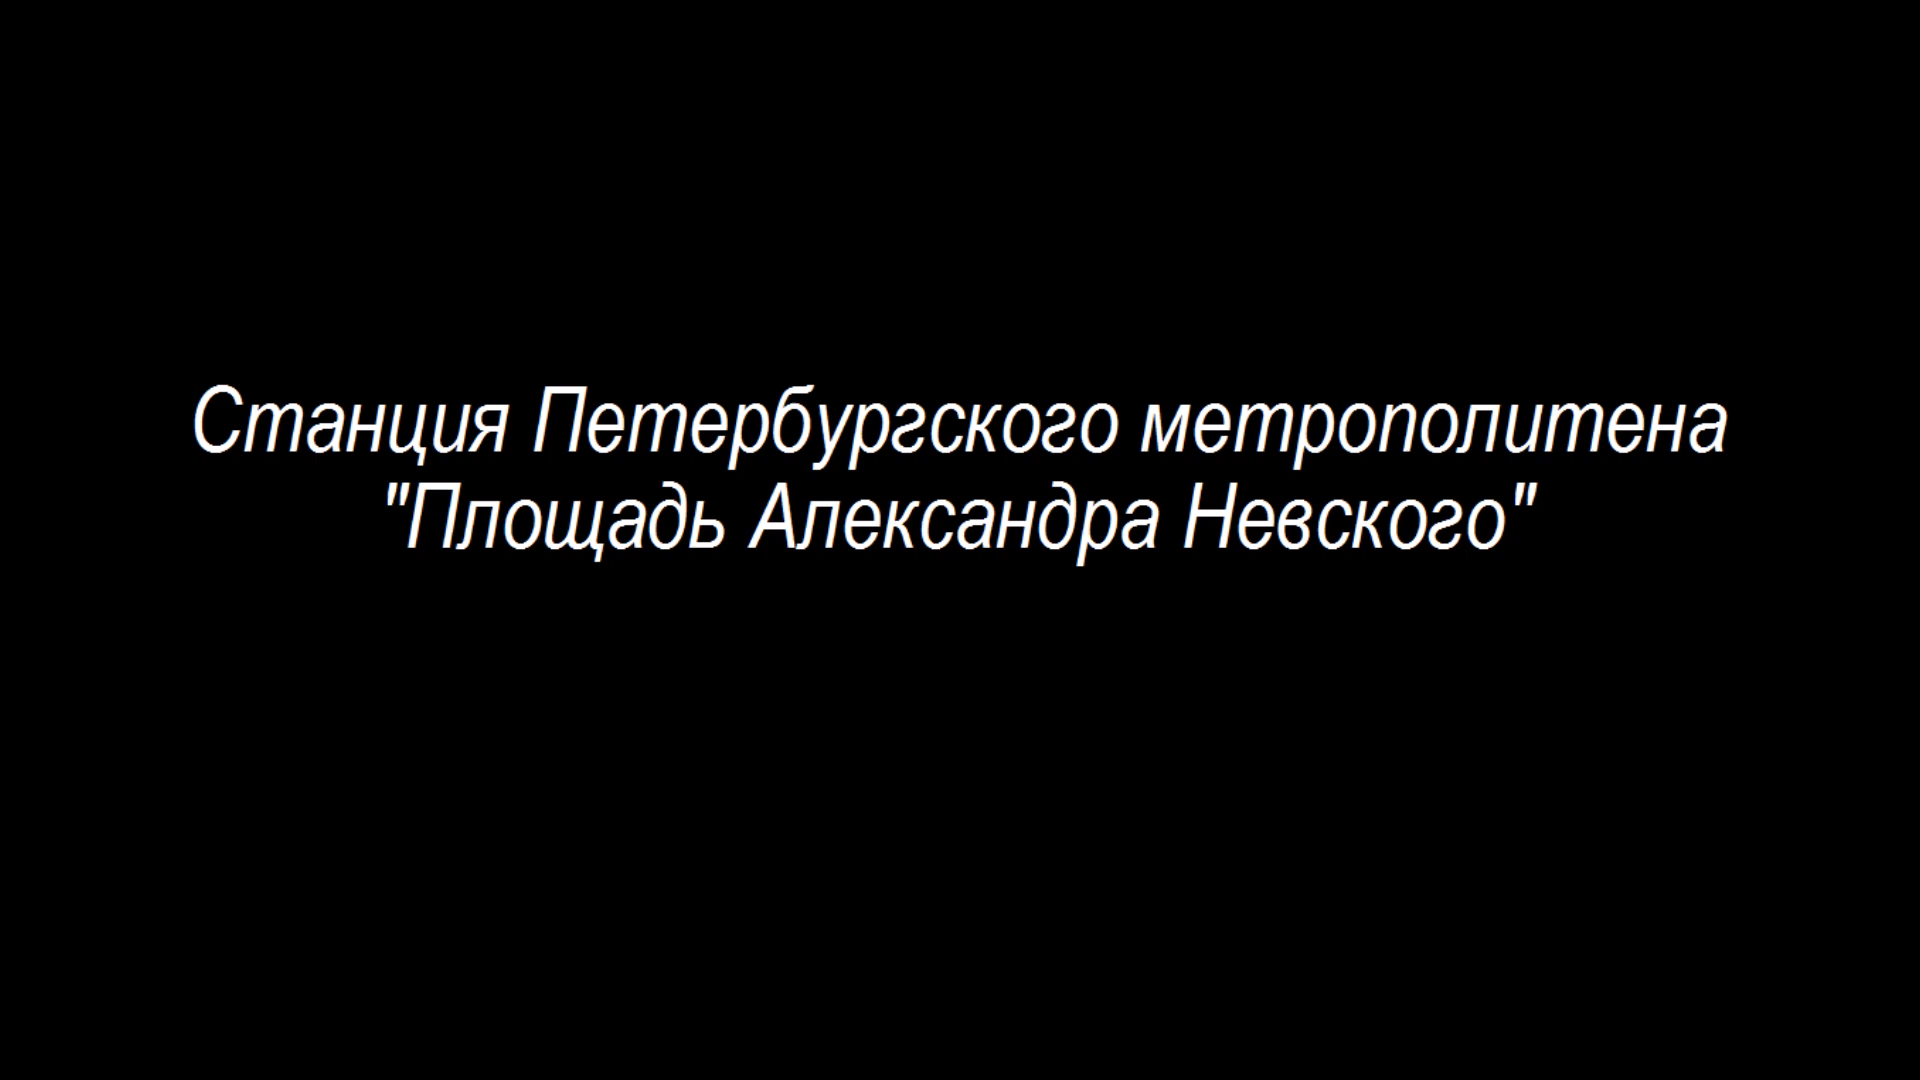 Станция Петербургского метрополитена
"Площадь Александра Невского"